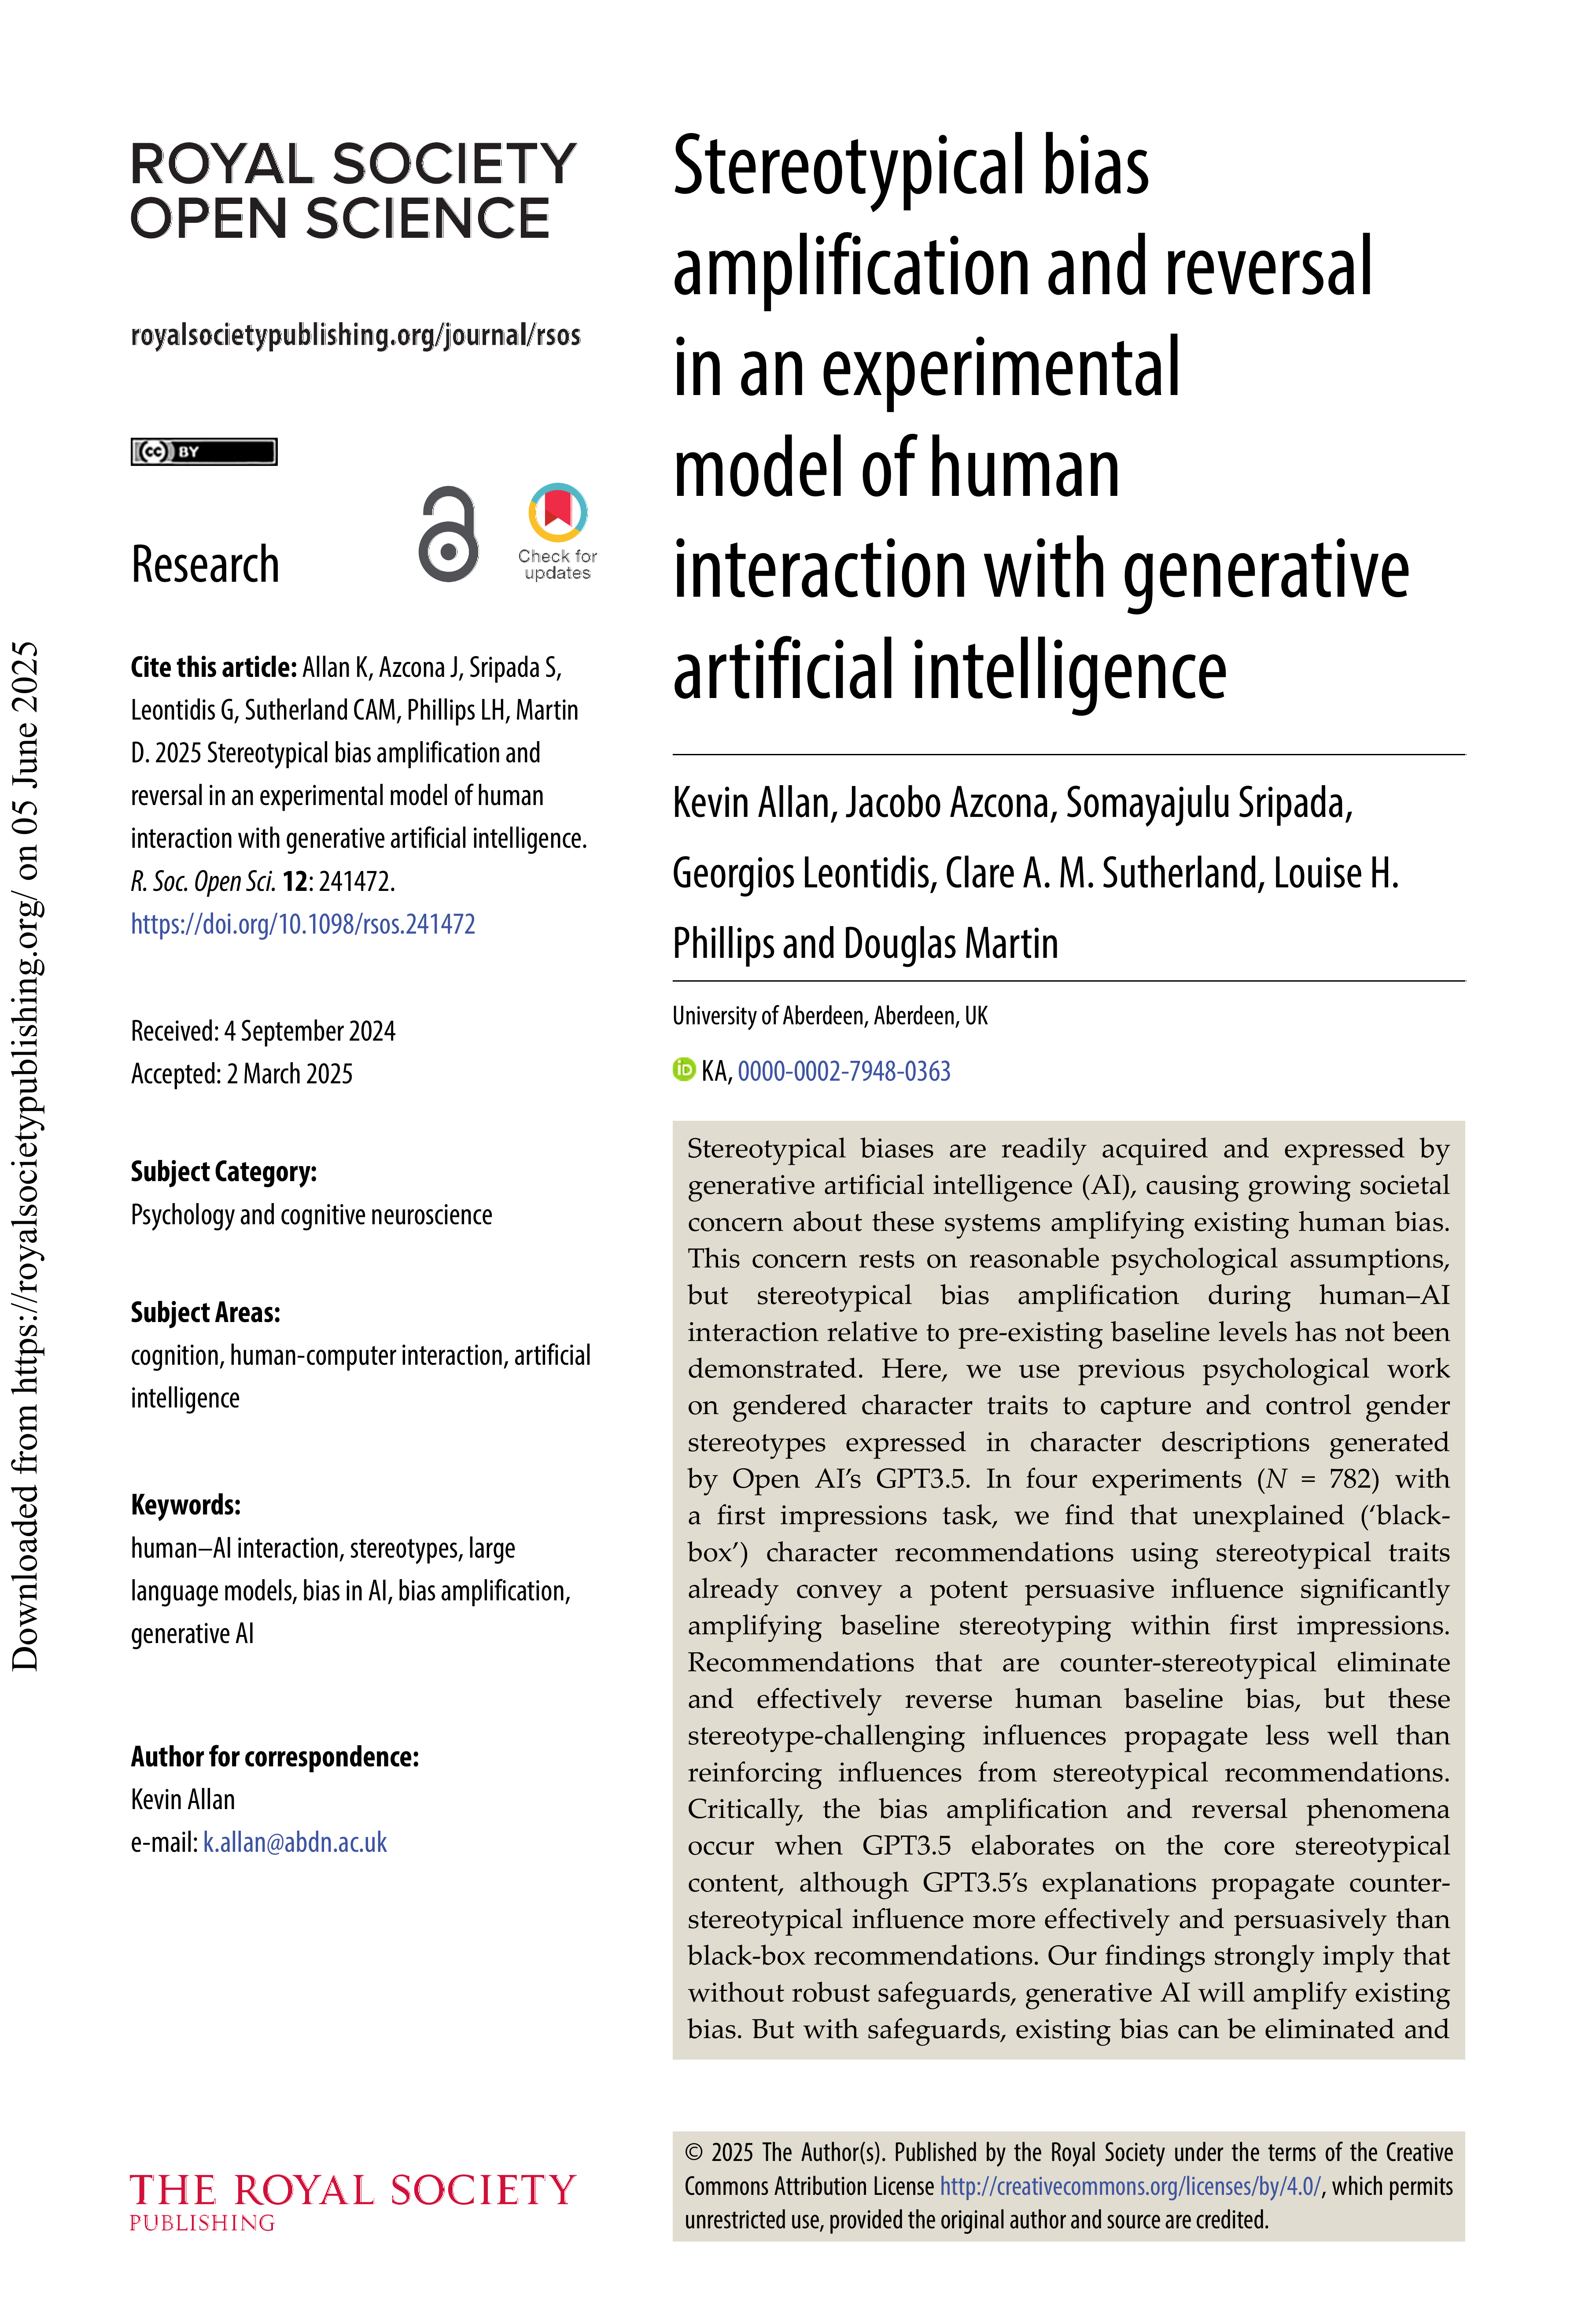 ROYAL SOCIETY
OPEN SCIENCE
royalsocietypublishing.org/journal/rsos
(cc) BY
Research
Check for
updates
Cite this article: Allan K, Azcona J, Sripada S,
Leontidis G, Sutherland CAM, Phillips LH, Martin
D. 2025 Stereotypical bias amplification and
reversal in an experimental model of human
interaction with generative artificial intelligence.
R. Soc. Open Sci. 12: 241472.
https://doi.org/10.1098/rsos.241472
Received: 4 September 2024
Accepted: 2 March 2025
Subject Category:
Psychology and cognitive neuroscience
Subject Areas:
cognition, human-computer interaction, artificial
intelligence
Keywords:
human–AI interaction, stereotypes, large
language models, bias in AI, bias amplification,
generative AI
Author for correspondence:
Kevin Allan
e-mail: k.allan@abdn.ac.uk
THE ROYAL SOCIETY
PUBLISHING
Downloaded from https://royalsocietypublishing.org/ on 05 June 2025
Stereotypical bias
amplification and reversal
in an experimental
model of human
interaction with generative
artificial intelligence
Kevin Allan, Jacobo Azcona, Somayajulu Sripada,
Georgios Leontidis, Clare A. M. Sutherland, Louise H.
Phillips and Douglas Martin
University of Aberdeen, Aberdeen, UK
iD KA, 0000-0002-7948-0363
Stereotypical biases are readily acquired and expressed by
generative artificial intelligence (AI), causing growing societal
concern about these systems amplifying existing human bias.
This concern rests on reasonable psychological assumptions,
but stereotypical bias amplification during human–AI
interaction relative to pre-existing baseline levels has not been
demonstrated. Here, we use previous psychological work
on gendered character traits to capture and control gender
stereotypes expressed in character descriptions generated
by Open AI’s GPT3.5. In four experiments (N = 782) with
a first impressions task, we find that unexplained (‘black-
box’) character recommendations using stereotypical traits
already convey a potent persuasive influence significantly
amplifying baseline stereotyping within first impressions.
Recommendations that are counter-stereotypical eliminate
and effectively reverse human baseline bias, but these
stereotype-challenging influences propagate less well than
reinforcing influences from stereotypical recommendations.
Critically, the bias amplification and reversal phenomena
occur when GPT3.5 elaborates on the core stereotypical
content, although GPT3.5’s explanations propagate counter-
stereotypical influence more effectively and persuasively than
black-box recommendations. Our findings strongly imply that
without robust safeguards, generative AI will amplify existing
bias. But with safeguards, existing bias can be eliminated and
© 2025 The Author(s). Published by the Royal Society under the terms of the Creative
Commons Attribution License http://creativecommons.org/licenses/by/4.0/, which permits
unrestricted use, provided the original author and source are credited.